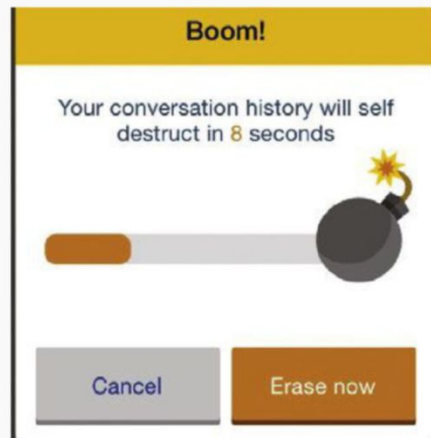 Boom!
Your conversation history will self
destruct in 8 seconds
Cancel
Erase now